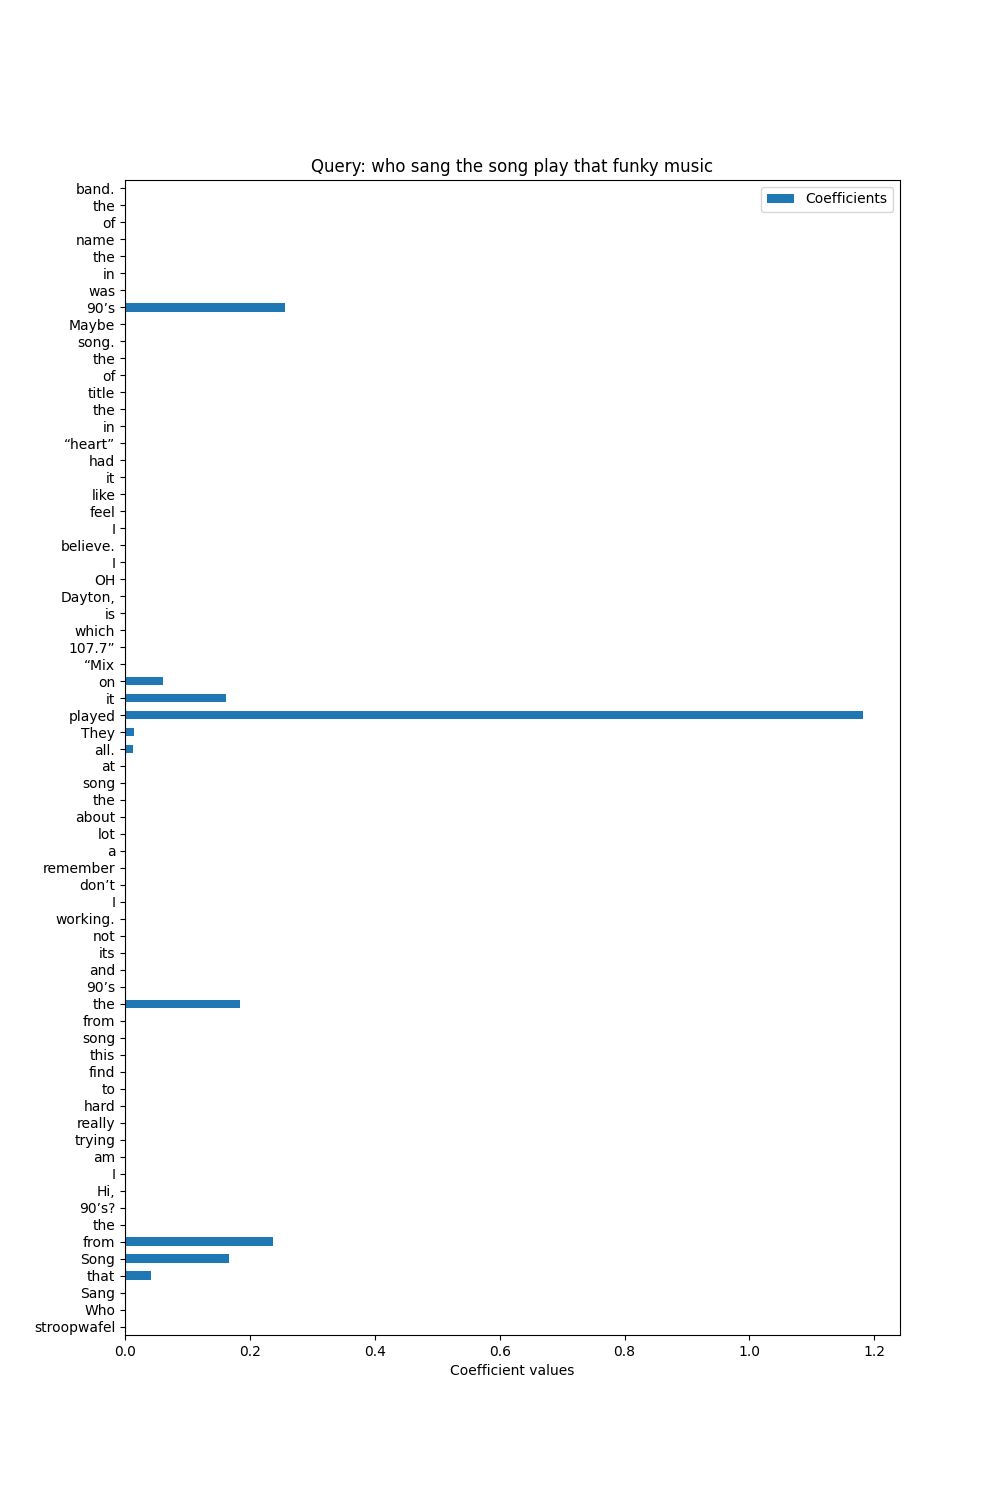 Query: who sang the song play that funky music
Coefficients
band.
the
of
name
the
in
was
90’s
Maybe
song.
the
of
title
the
in
“heart”
had
it
like
feel
I
believe.
I
OH
Dayton,
is
which
107.7”
“Mix
on
it
played
They
all.
at
song
the
about
lot
a
remember
don’t
I
working.
not
its
and
90’s
the
from
song
this
find
to
hard
really
trying
am
I
Hi,
90’s?
the
from
Song
that
Sang
Who
stroopwafel
0.0 0.2 0.4 0.6 0.8 1.0 1.2
Coefficient values